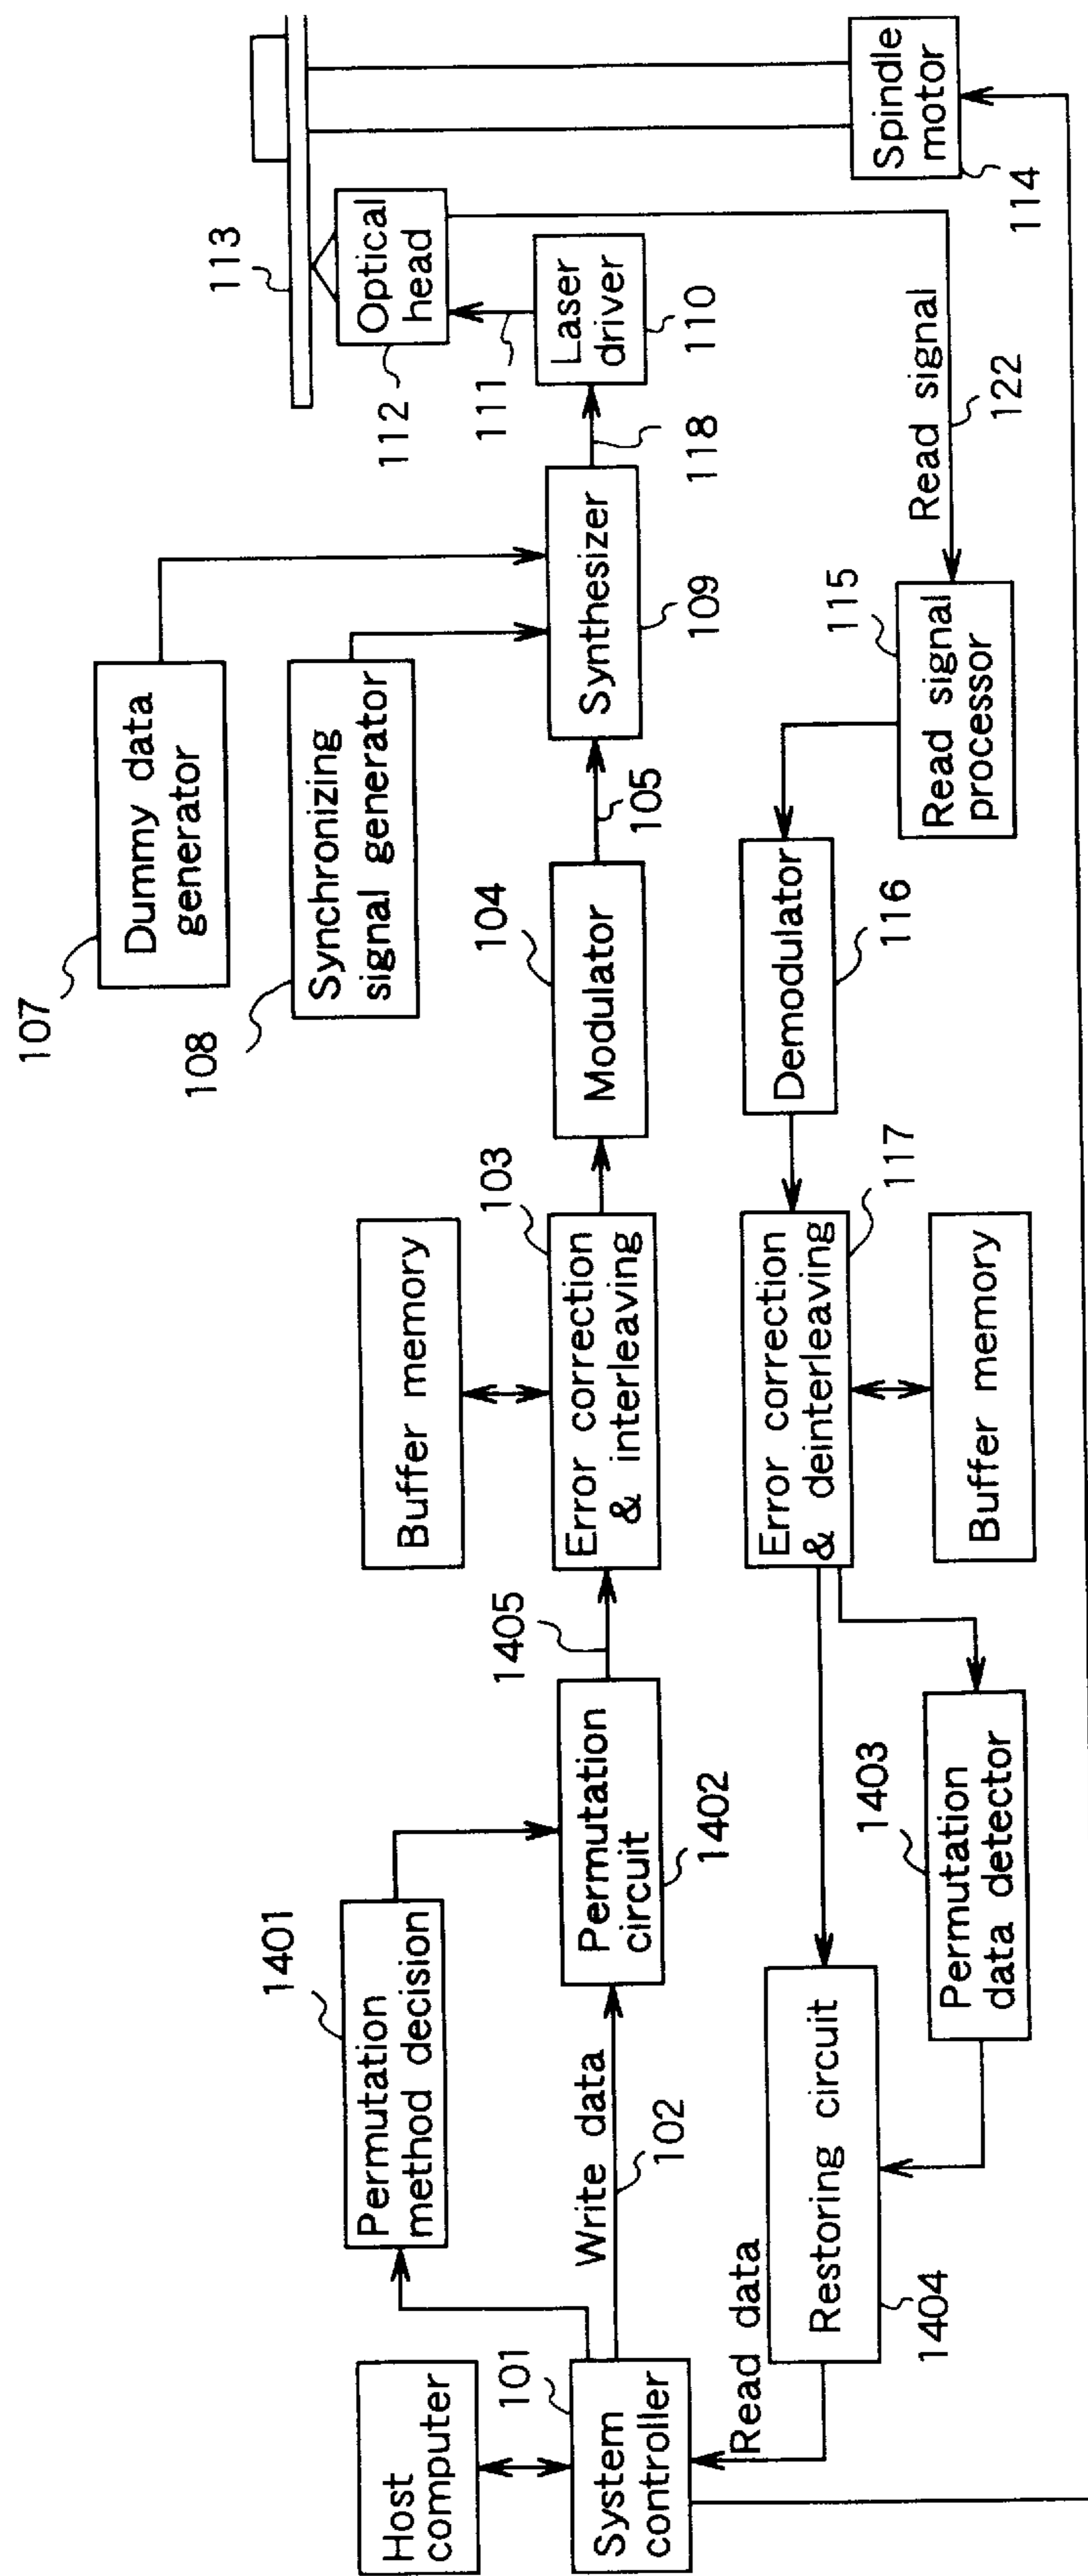 107
Dummy data
generator
108
Synchronizing
signal generator
113
Optical
head
112
111
Laser
driver
110
118
Synthesizer
109
105
104
Modulator
103
Buffer memory
Error correction
& interleaving
1405
Permutation
circuit
1402
1401
Permutation
method decision
Write data
102
Host
computer
101
System
controller
Read data
Restoring circuit
1404
1403
Permutation
data detector
Error correction
& deinterleaving
117
Buffer memory
Demodulator
116
115
Read signal
processor
Read signal
122
Spindle
motor
114